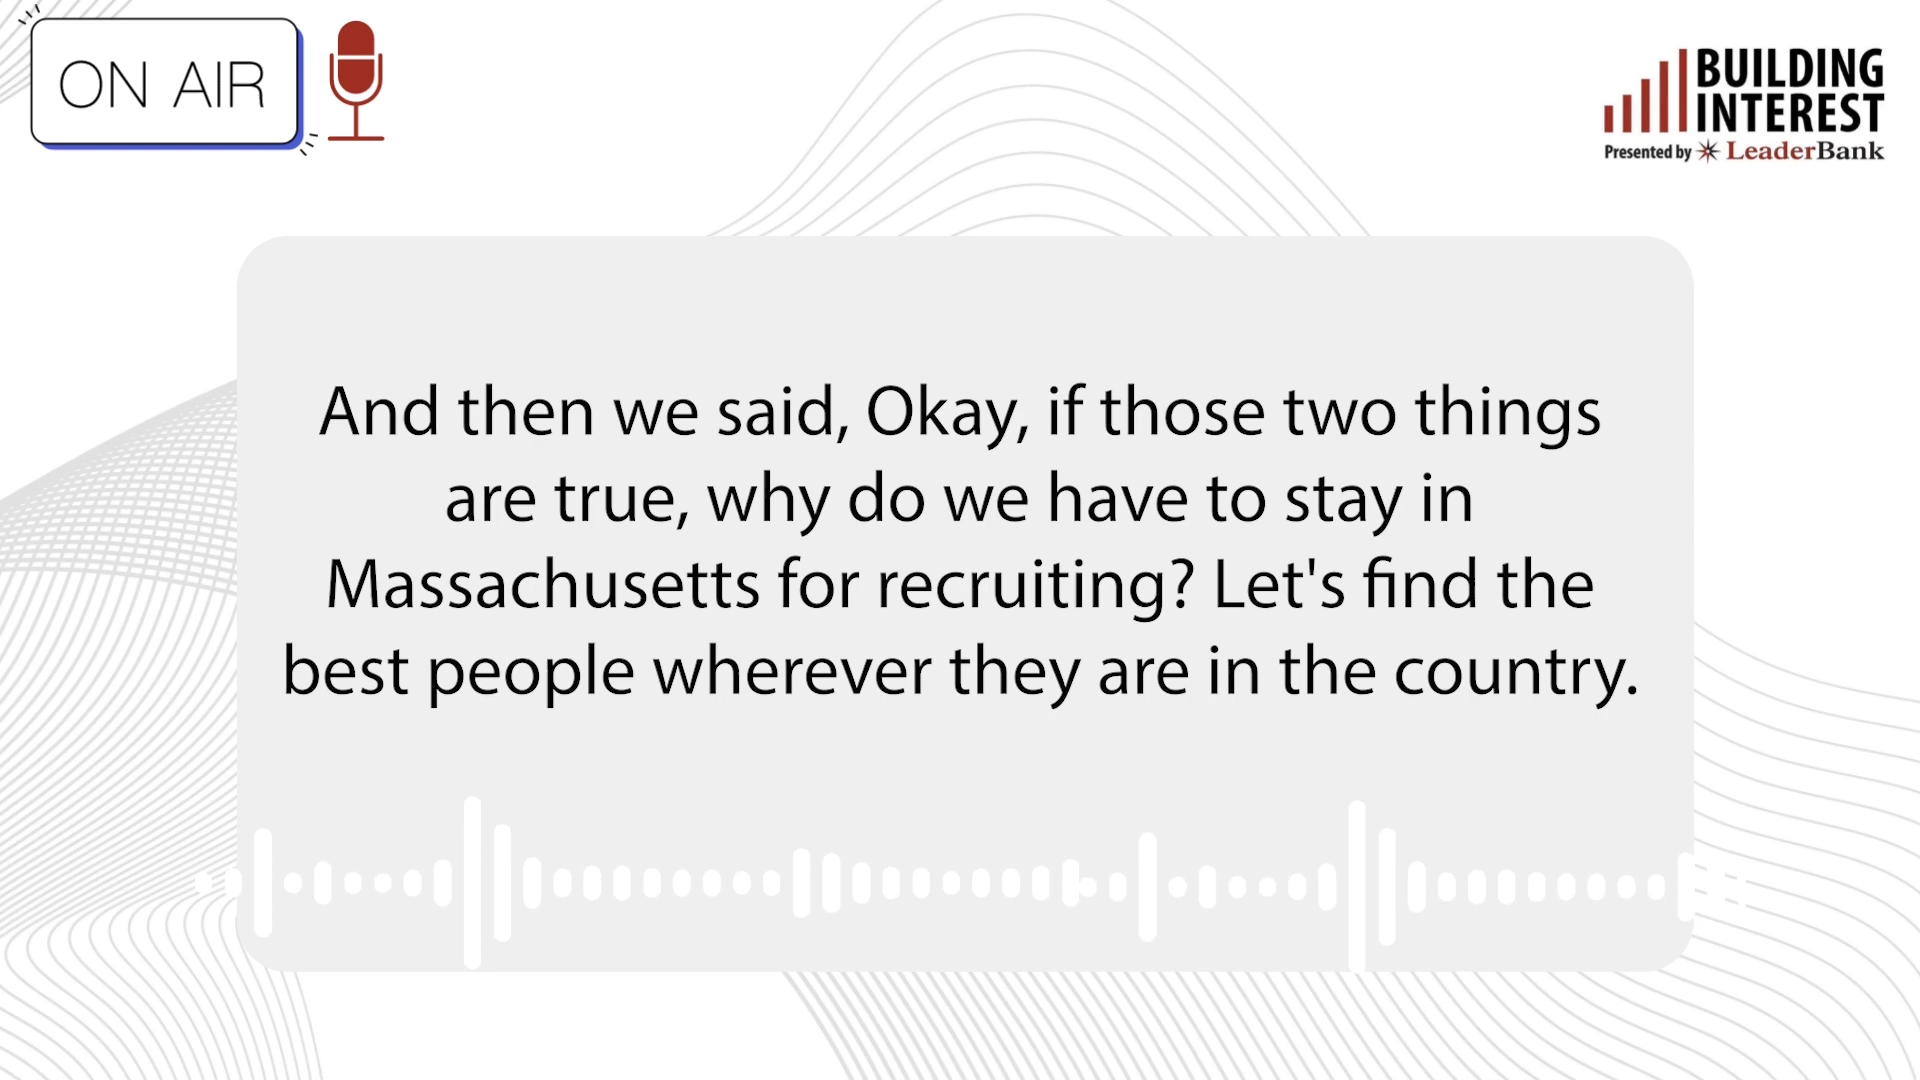 ON AIR
BUILDING
INTEREST
Presented by LeaderBank
And then we said, Okay, if those two things
are true, why do we have to stay in
Massachusetts for recruiting? Let's find the
best people wherever they are in the country.